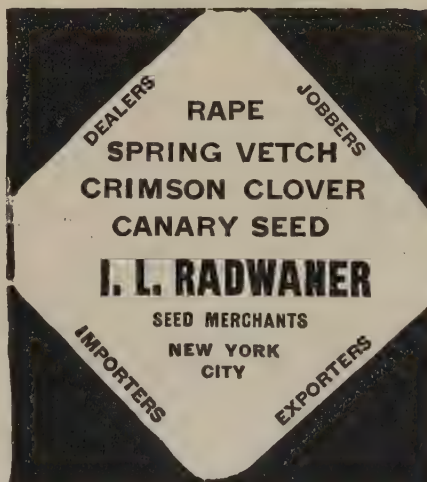 DEALERS
JOBBERS
RAPE
SPRING VETCH
CRIMSON CLOVER
CANARY SEED
I. L. RADWANER
SEED MERCHANTS
NEW YORK
CITY
IMPORTERS
EXPORTERS